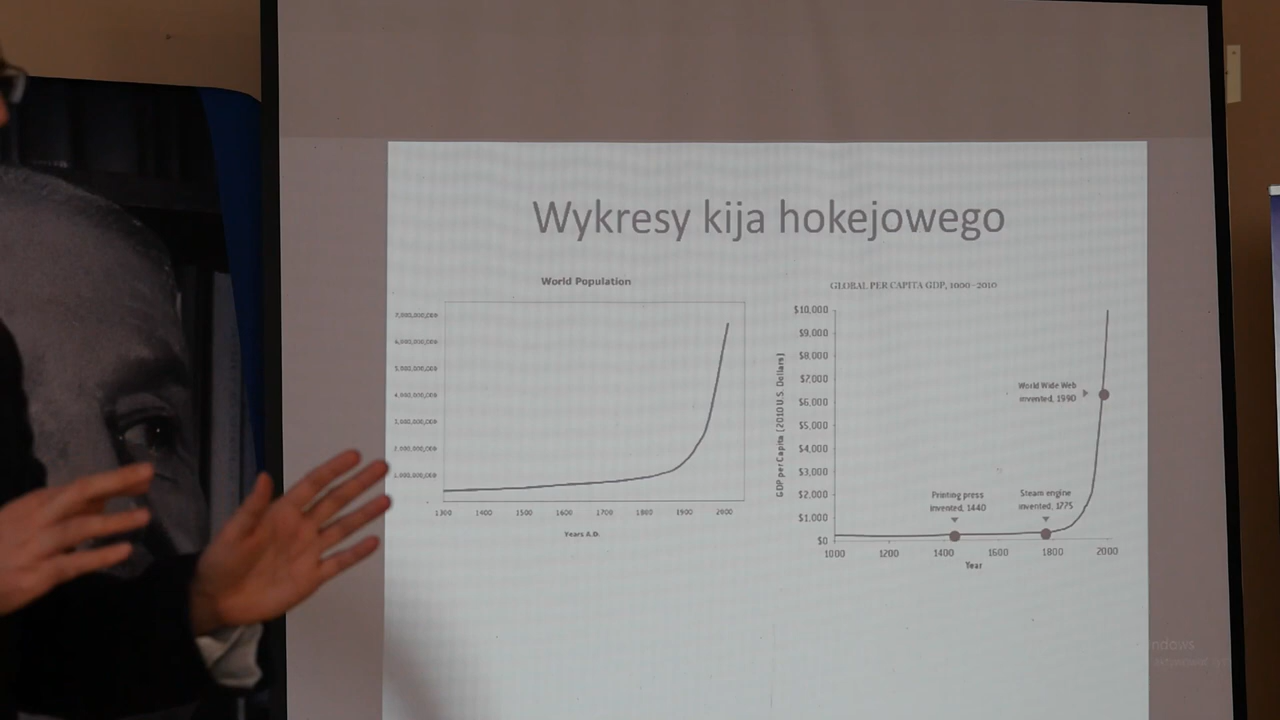 Wykresy kija hokejowego
World Population
7,000,000,000
6,000,000,000
5,000,000,000
4,000,000,000
3,000,000,000
2,000,000,000
1,000,000,000
-
1300 1400 1500 1600 1700 1800 1900 2000
Years A.D.
GLOBAL PER CAPITA GDP, 1000–2010
GDP per Capita [2010 U.S. Dollars]
$10,000
$9,000
$8,000
$7,000
$6,000
$5,000
$4,000
$3,000
$2,000
$1,000
$0
World Wide Web
invented, 1990
Printing press
invented, 1440
Steam engine
invented, 1775
1000 1200 1400 1600 1800 2000
Year